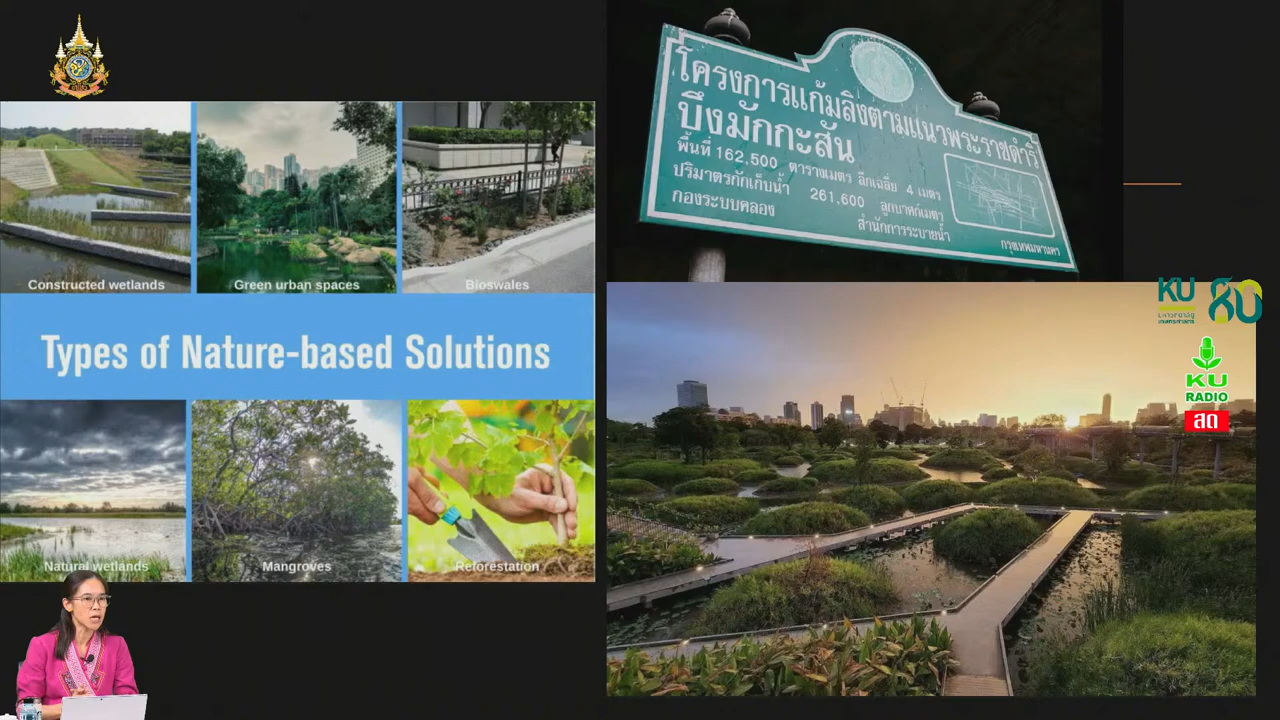 Constructed wetlands
Green urban spaces
Bioswales
Types of Nature-based Solutions
Natural wetlands
Mangroves
Reforestation
โครงการแก้มลิงตามแนวพระราชดำริ
บึงมักกะสัน
พื้นที่ 162,500 ตารางเมตร ลึกเฉลี่ย 4 เมตร
ปริมาตรกักเก็บน้ำ 261,600 ลูกบาศก์เมตร
กองระบบคลอง สำนักการระบายน้ำ
กรุงเทพมหานคร
KU 80
KU
RADIO
สด